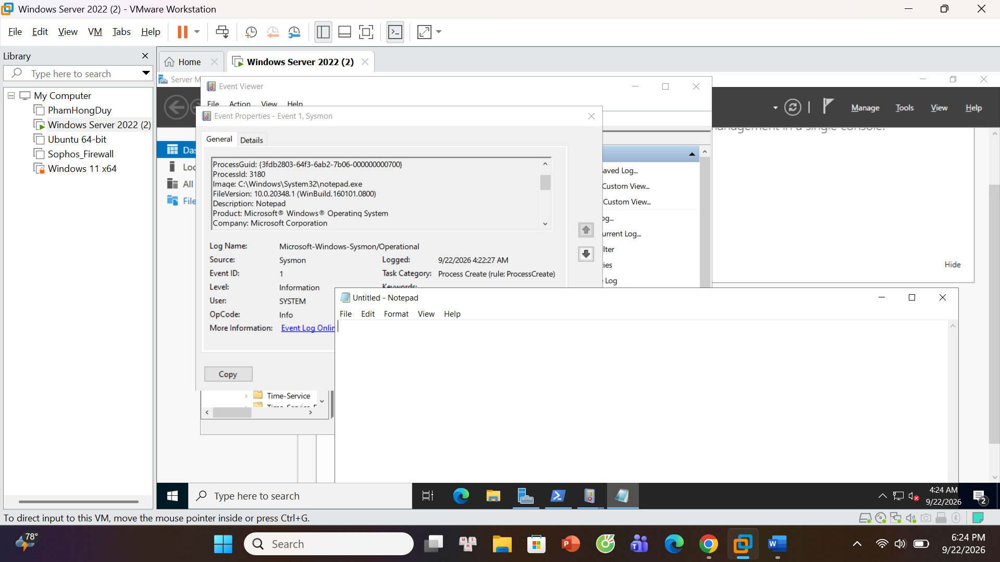 Windows Server 2022 (2) - VMware Workstation
File Edit View VM Tabs Help
Library
Type here to search
My Computer
PhamHongDuy
Windows Server 2022 (2)
Ubuntu 64-bit
Sophos_Firewall
Windows 11 x64
Home
Windows Server 2022 (2)
Server M
Event Viewer
File Action View Help
Manage Tools View Help
Event Properties - Event 1, Sysmon
General Details
ProcessGuid: {3fdb2803-64f3-6ab2-7b06-000000000700}
ProcessId: 3180
Image: C:\Windows\System32\notepad.exe
FileVersion: 10.0.20348.1 (WinBuild.160101.0800)
Description: Notepad
Product: Microsoft® Windows® Operating System
Company: Microsoft Corporation
Log Name: Microsoft-Windows-Sysmon/Operational
Source: Sysmon Logged: 9/22/2026 4:22:27 AM
Event ID: 1 Task Category: Process Create (rule: ProcessCreate)
Level: Information Keywords:
User: SYSTEM
OpCode: Info
More Information: Event Log Onlin
Copy
Das
Loc
All
File
Time-Service
aved Log...
Custom View...
Custom View...
og...
urrent Log...
ilter
ies
Log
anagement in a single console.
Hide
Untitled - Notepad
File Edit Format View Help
Type here to search
4:24 AM
9/22/2026
2
To direct input to this VM, move the mouse pointer inside or press Ctrl+G.
78°
Search
6:24 PM
9/22/2026